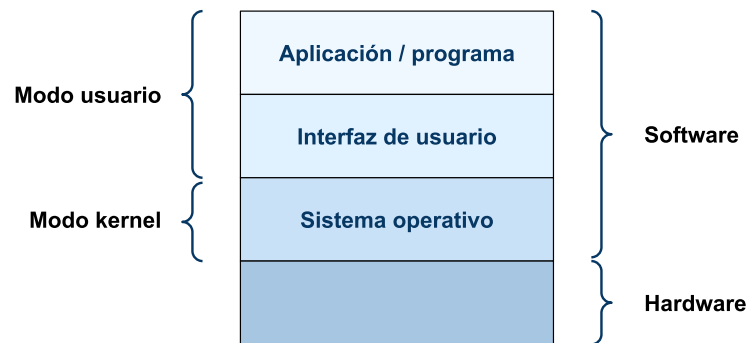 Aplicación / programa
Modo usuario
Interfaz de usuario
Software
Modo kernel
Sistema operativo
Hardware